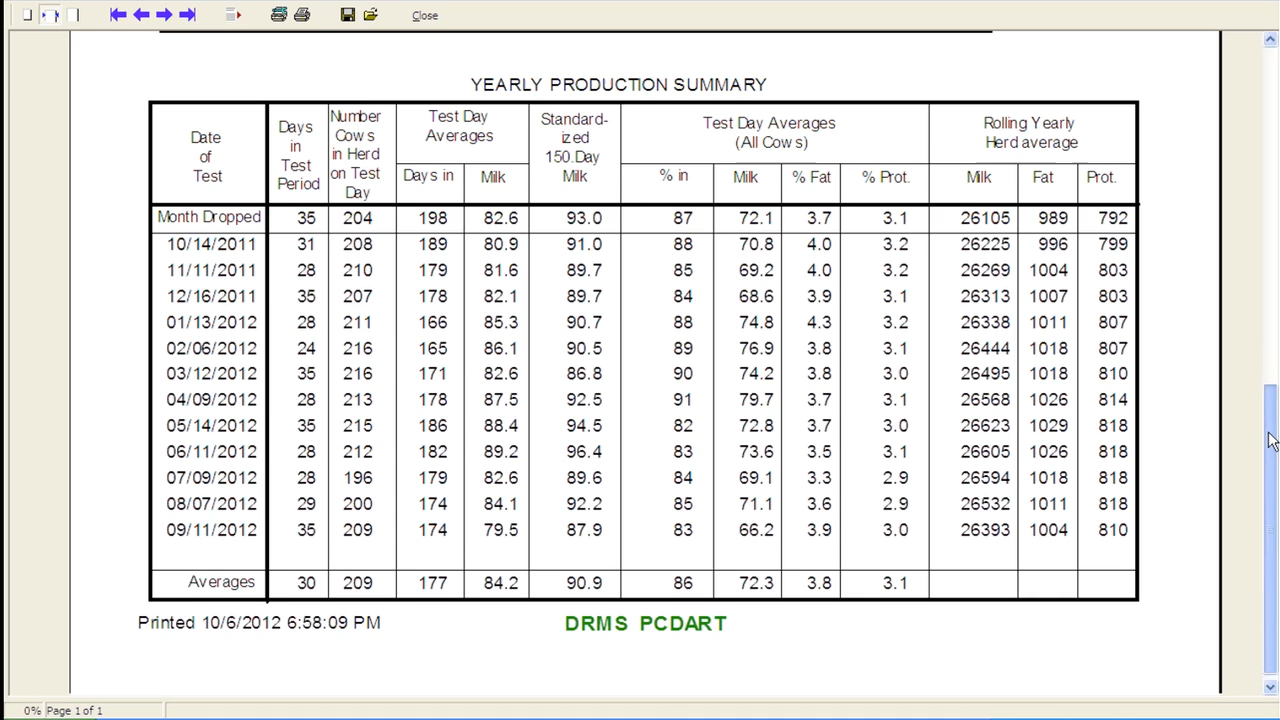 Close
YEARLY PRODUCTION SUMMARY
Date of Test | Days in Test Period | Number Cows in Herd on Test Day | Test Day Averages | Standard-ized 150.Day Milk | Test Day Averages (All Cows) | Rolling Yearly Herd average
Days in | Milk | % in | Milk | % Fat | % Prot. | Milk | Fat | Prot.
Month Dropped 35 204 198 82.6 93.0 87 72.1 3.7 3.1 26105 989 792
10/14/2011 31 208 189 80.9 91.0 88 70.8 4.0 3.2 26225 996 799
11/11/2011 28 210 179 81.6 89.7 85 69.2 4.0 3.2 26269 1004 803
12/16/2011 35 207 178 82.1 89.7 84 68.6 3.9 3.1 26313 1007 803
01/13/2012 28 211 166 85.3 90.7 88 74.8 4.3 3.2 26338 1011 807
02/06/2012 24 216 165 86.1 90.5 89 76.9 3.8 3.1 26444 1018 807
03/12/2012 35 216 171 82.6 86.8 90 74.2 3.8 3.0 26495 1018 810
04/09/2012 28 213 178 87.5 92.5 91 79.7 3.7 3.1 26568 1026 814
05/14/2012 35 215 186 88.4 94.5 82 72.8 3.7 3.0 26623 1029 818
06/11/2012 28 212 182 89.2 96.4 83 73.6 3.5 3.1 26605 1026 818
07/09/2012 28 196 179 82.6 89.6 84 69.1 3.3 2.9 26594 1018 818
08/07/2012 29 200 174 84.1 92.2 85 71.1 3.6 2.9 26532 1011 818
09/11/2012 35 209 174 79.5 87.9 83 66.2 3.9 3.0 26393 1004 810
Averages 30 209 177 84.2 90.9 86 72.3 3.8 3.1
Printed 10/6/2012 6:58:09 PM
DRMS PCDART
0% Page 1 of 1